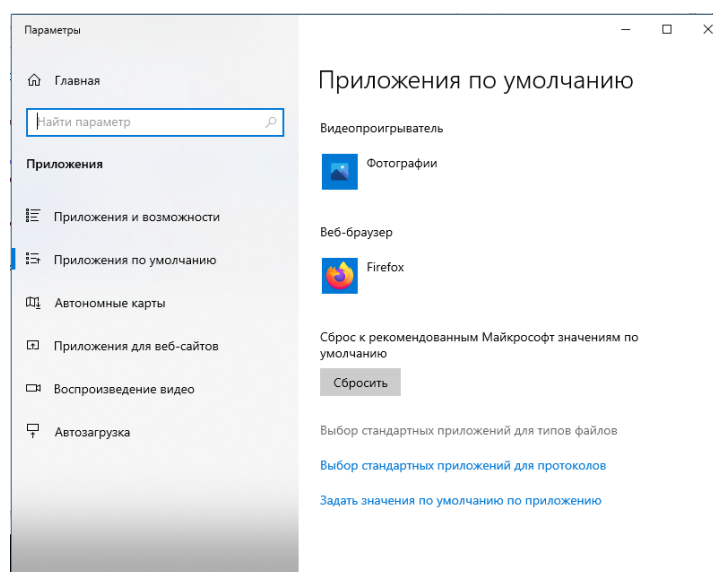 Параметры
Главная
Найти параметр
Приложения
Приложения и возможности
Приложения по умолчанию
Автономные карты
Приложения для веб-сайтов
Воспроизведение видео
Автозагрузка
Приложения по умолчанию
Видеопроигрыватель
Фотографии
Веб-браузер
Firefox
Сброс к рекомендованным Майкрософт значениям по
умолчанию
Сбросить
Выбор стандартных приложений для типов файлов
Выбор стандартных приложений для протоколов
Задать значения по умолчанию по приложению